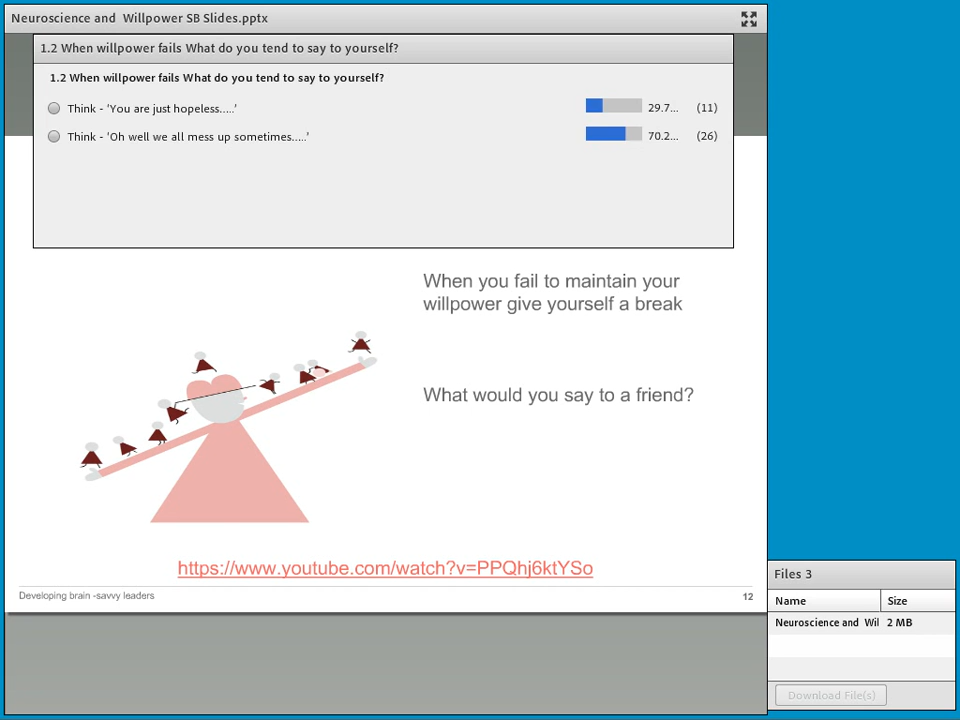 Neuroscience and  Willpower SB Slides.pptx
1.2 When willpower fails What do you tend to say to yourself?
1.2 When willpower fails What do you tend to say to yourself?
Think - ‘You are just hopeless.....’ 29.7... (11)
Think - ‘Oh well we all mess up sometimes.....’ 70.2... (26)
When you fail to maintain your
willpower give yourself a break
What would you say to a friend?
https://www.youtube.com/watch?v=PPQhj6ktYSo
Developing brain -savvy leaders 12
Files 3
Name Size
Neuroscience and  Wil 2 MB
Download File(s)